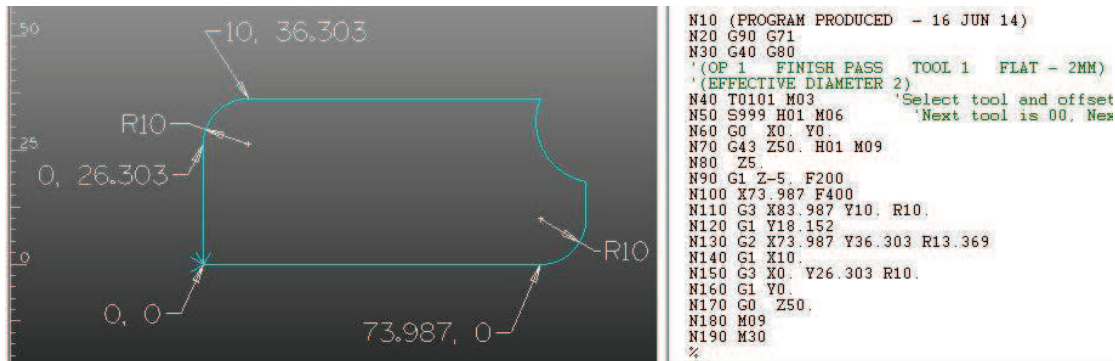 50
10, 36.303
R10
25
0, 26.303
0
R10
0, 0
73.987, 0
N10 (PROGRAM PRODUCED - 16 JUN 14)
N20 G90 G71
N30 G40 G80
'(OP 1 FINISH PASS TOOL 1 FLAT - 2MM)
'(EFFECTIVE DIAMETER 2)
N40 T0101 M03 'Select tool and offset
N50 S999 H01 M06 'Next tool is 00, Nex
N60 G0 X0. Y0.
N70 G43 Z50. H01 M09
N80 Z5.
N90 G1 Z-5. F200
N100 X73.987 F400
N110 G3 X83.987 Y10. R10.
N120 G1 Y18.152
N130 G2 X73.987 Y36.303 R13.369
N140 G1 X10.
N150 G3 X0. Y26.303 R10.
N160 G1 Y0.
N170 G0 Z50.
N180 M09
N190 M30
%